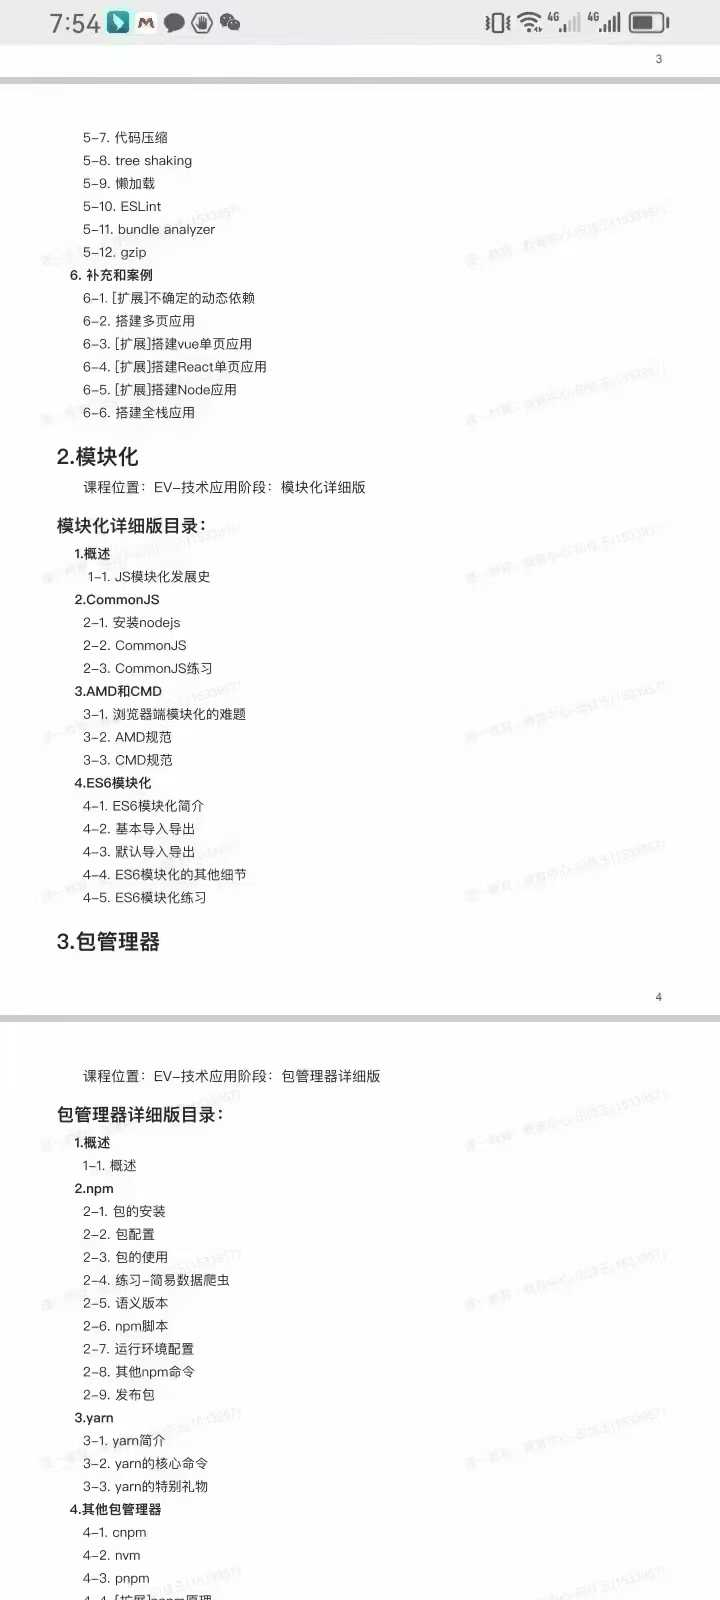 7:54
4G
4G
3
5-7. 代码压缩
5-8. tree shaking
5-9. 懒加载
5-10. ESLint
5-11. bundle analyzer
5-12. gzip
6. 补充和案例
6-1. [扩展]不确定的动态依赖
6-2. 搭建多页应用
6-3. [扩展]搭建vue单页应用
6-4. [扩展]搭建React单页应用
6-5. [扩展]搭建Node应用
6-6. 搭建全栈应用
2.模块化
课程位置：EV-技术应用阶段：模块化详细版
模块化详细版目录：
1.概述
1-1. JS模块化发展史
2.CommonJS
2-1. 安装nodejs
2-2. CommonJS
2-3. CommonJS练习
3.AMD和CMD
3-1. 浏览器端模块化的难题
3-2. AMD规范
3-3. CMD规范
4.ES6模块化
4-1. ES6模块化简介
4-2. 基本导入导出
4-3. 默认导入导出
4-4. ES6模块化的其他细节
4-5. ES6模块化练习
3.包管理器
4
课程位置：EV-技术应用阶段：包管理器详细版
包管理器详细版目录：
1.概述
1-1. 概述
2.npm
2-1. 包的安装
2-2. 包配置
2-3. 包的使用
2-4. 练习-简易数据爬虫
2-5. 语义版本
2-6. npm脚本
2-7. 运行环境配置
2-8. 其他npm命令
2-9. 发布包
3.yarn
3-1. yarn简介
3-2. yarn的核心命令
3-3. yarn的特别礼物
4.其他包管理器
4-1. cnpm
4-2. nvm
4-3. pnpm